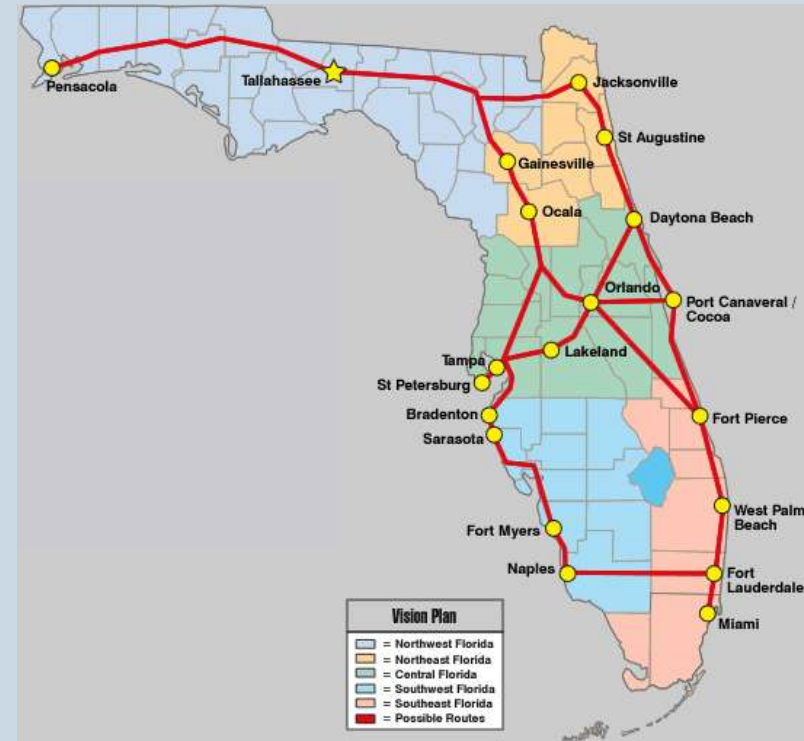 Pensacola
Tallahassee
Jacksonville
St Augustine
Gainesville
Ocala
Daytona Beach
Orlando
Port Canaveral /
Cocoa
Tampa
Lakeland
St Petersburg
Bradenton
Fort Pierce
Sarasota
West Palm
Beach
Fort Myers
Naples
Fort
Lauderdale
Miami
Vision Plan
= Northwest Florida
= Northeast Florida
= Central Florida
= Southwest Florida
= Southeast Florida
= Possible Routes